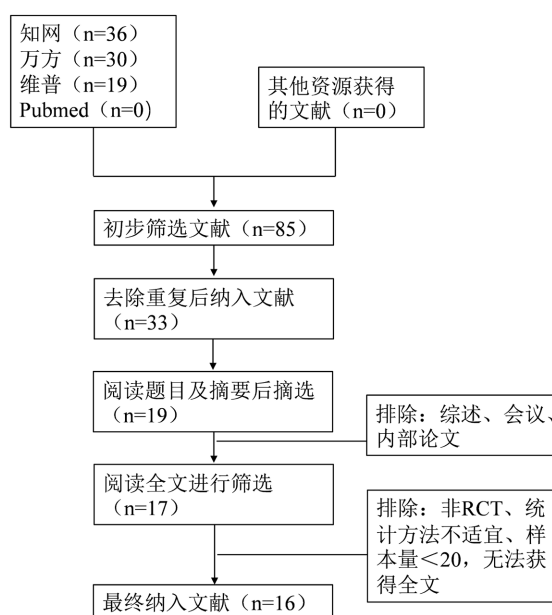 知网（n=36）
万方（n=30）
维普（n=19）
Pubmed（n=0）
其他资源获得
的文献（n=0）
初步筛选文献（n=85）
去除重复后纳入文献
（n=33）
阅读题目及摘要后摘选
（n=19）
排除：综述、会议、
内部论文
阅读全文进行筛选
（n=17）
排除：非RCT、统
计方法不适宜、样
本量＜20，无法获
得全文
最终纳入文献（n=16）